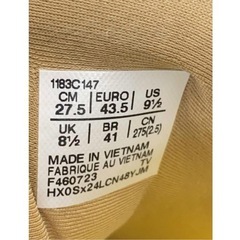 1183C147
CM EURO US
27.5 43.5 9½
UK BR CN
8½ 41 275(2.5)
MADE IN VIETNAM
FABRIQUE AU VIETNAM
F460723 TV
HX0Sx24LCN48YJM